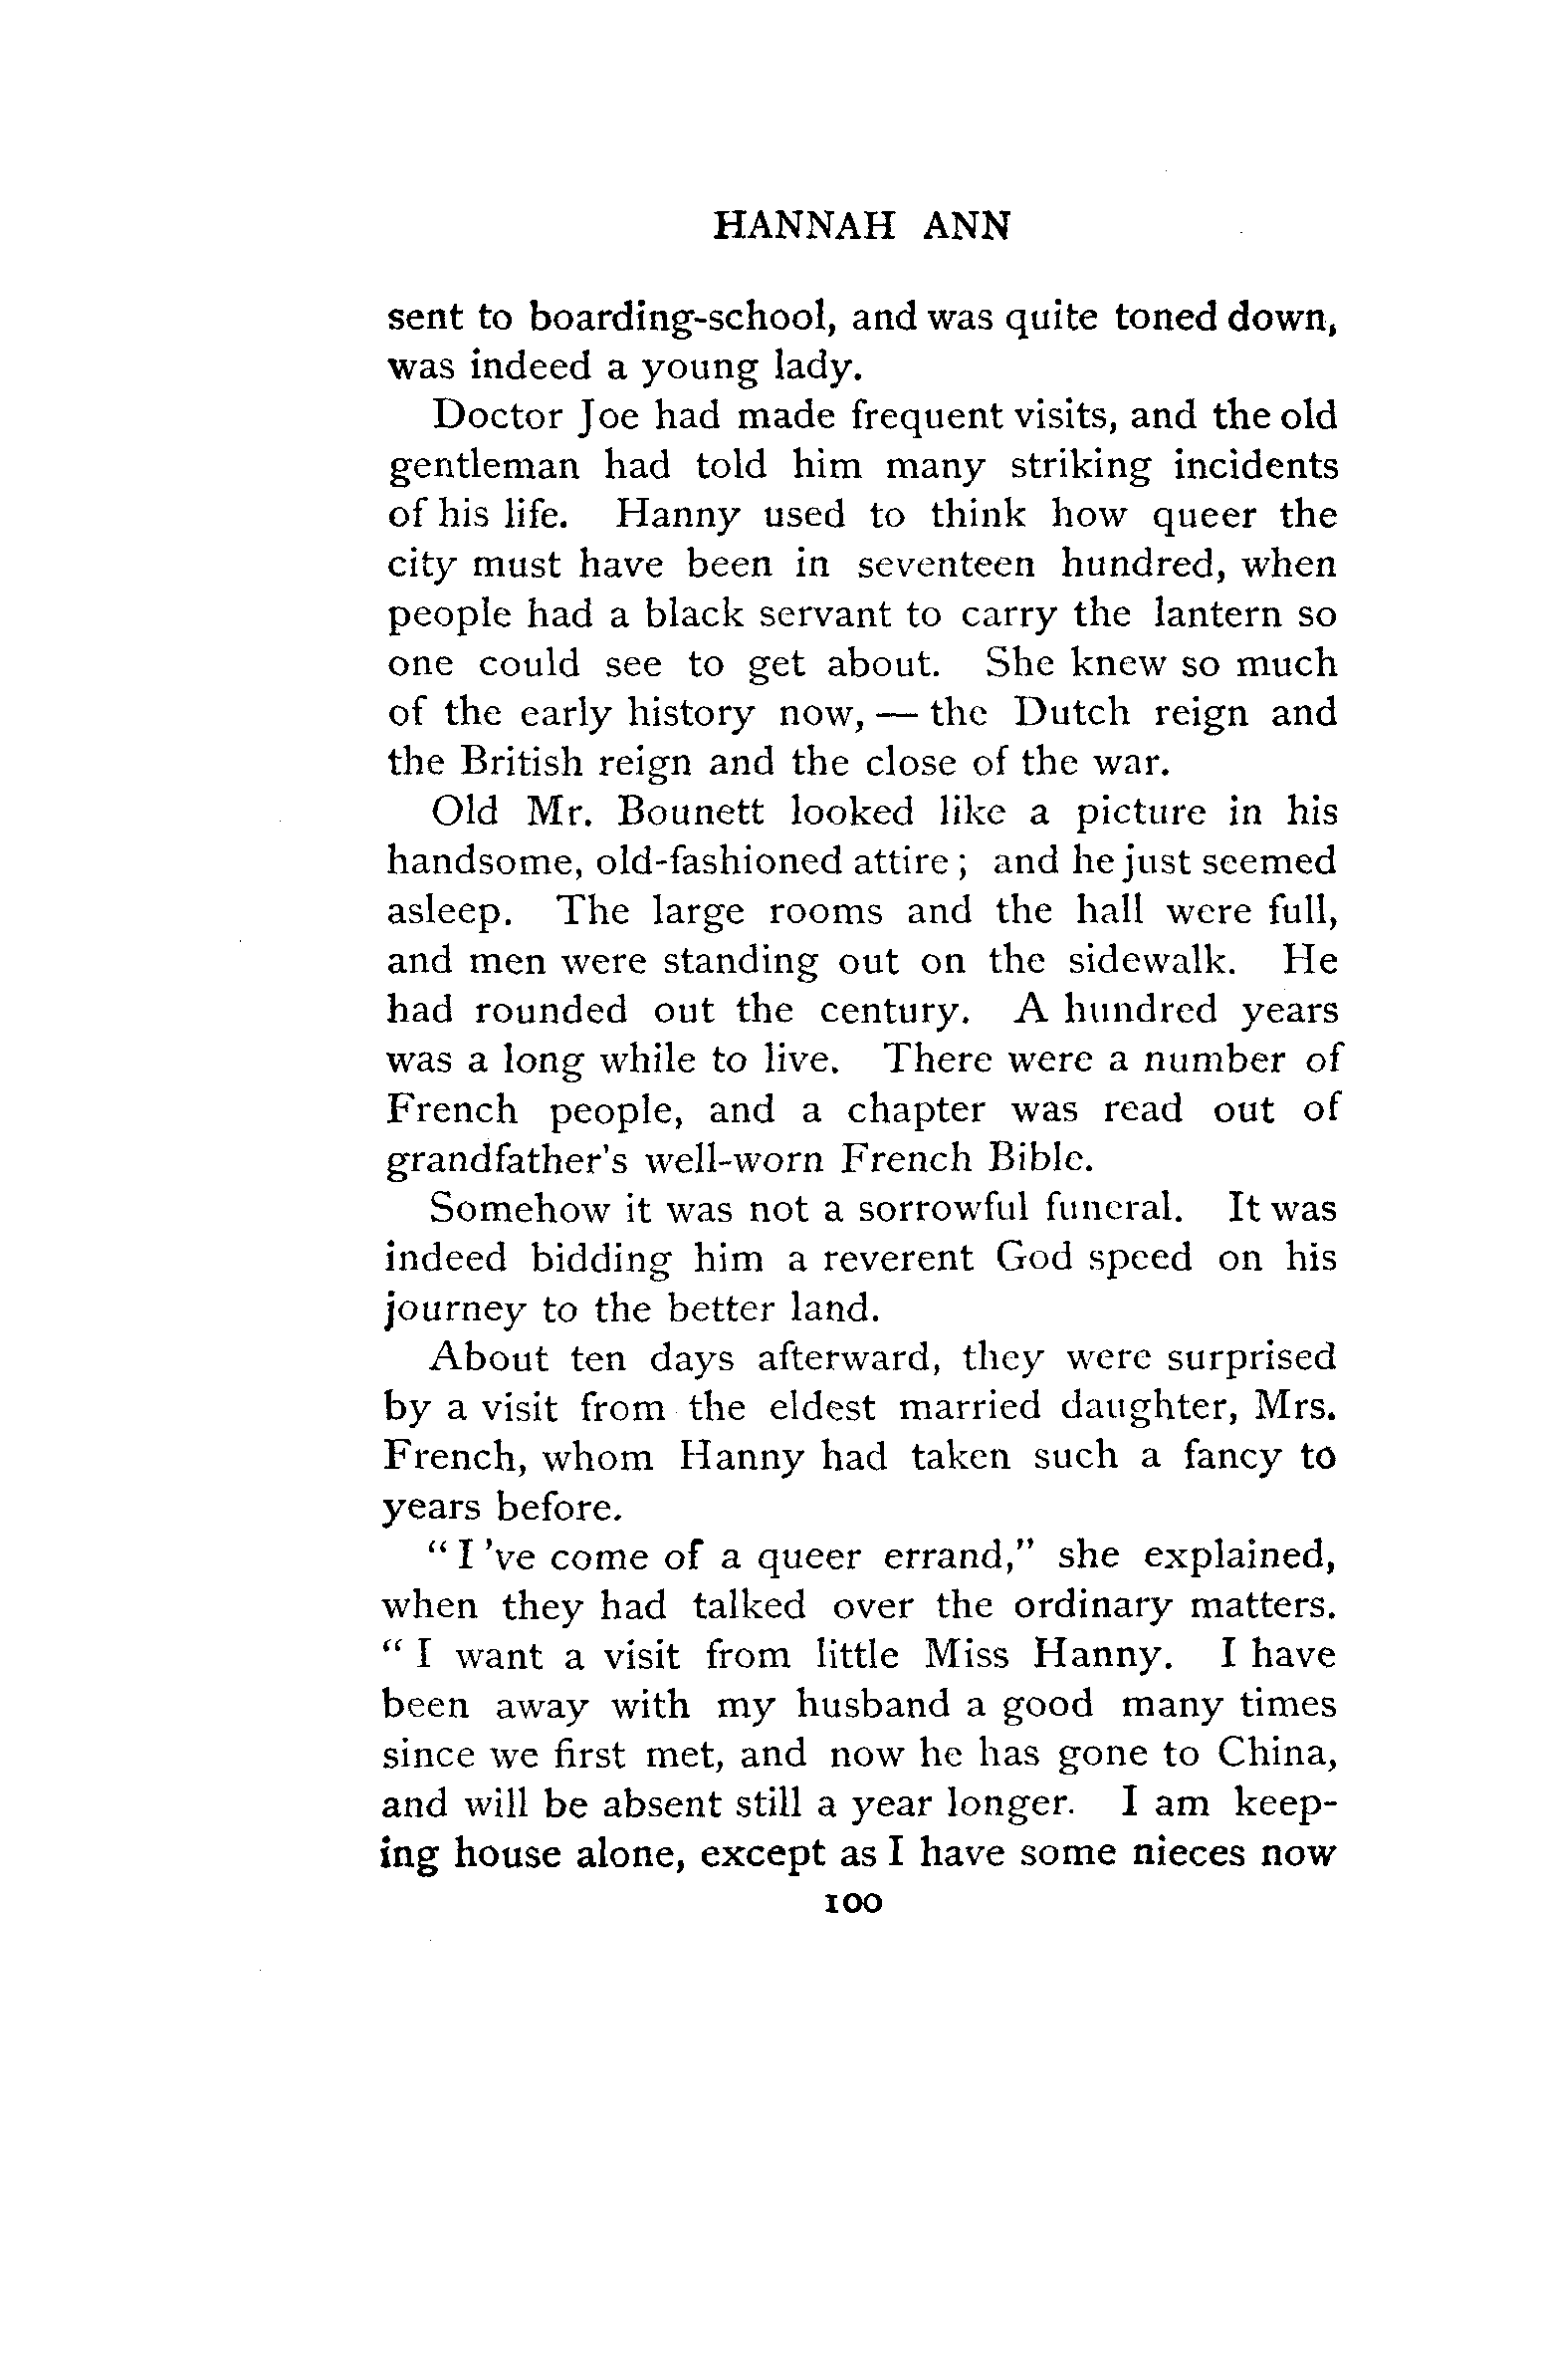 HANNAH ANN
sent to boarding-school, and was quite toned down,
was indeed a young lady.
Doctor Joe had made frequent visits, and the old
gentleman had told him many striking incidents
of his life. Hanny used to think how queer the
city must have been in seventeen hundred, when
people had a black servant to carry the lantern so
one could see to get about. She knew so much
of the early history now, — the Dutch reign and
the British reign and the close of the war.
Old Mr. Bounett looked like a picture in his
handsome, old-fashioned attire; and he just seemed
asleep. The large rooms and the hall were full,
and men were standing out on the sidewalk. He
had rounded out the century. A hundred years
was a long while to live. There were a number of
French people, and a chapter was read out of
grandfather's well-worn French Bible.
Somehow it was not a sorrowful funeral. It was
indeed bidding him a reverent God speed on his
journey to the better land.
About ten days afterward, they were surprised
by a visit from the eldest married daughter, Mrs.
French, whom Hanny had taken such a fancy to
years before.
"I 've come of a queer errand," she explained,
when they had talked over the ordinary matters.
"I want a visit from little Miss Hanny. I have
been away with my husband a good many times
since we first met, and now he has gone to China,
and will be absent still a year longer. I am keep-
ing house alone, except as I have some nieces now
100